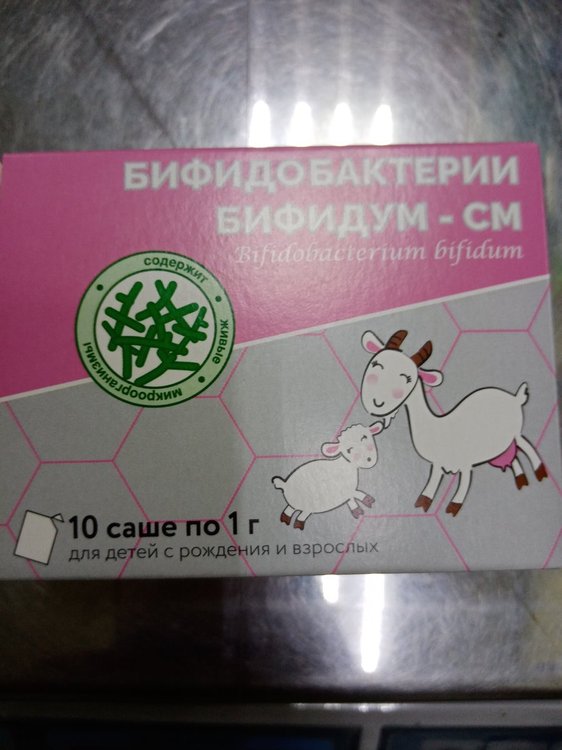 БИФИДОБАКТЕРИИ
БИФИДУМ - СМ
Bifidobacterium bifidum
содержит
живые
микроорганизмы
10 саше по 1 г
для детей с рождения и взрослых